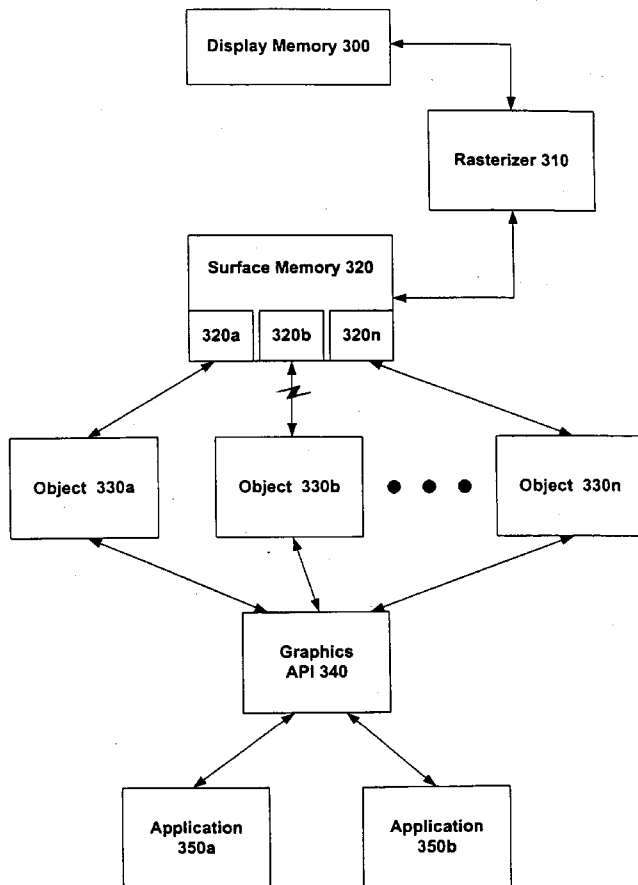 Display Memory 300
Rasterizer 310
Surface Memory 320
320a
320b
320n
Object 330a
Object 330b
Object 330n
Graphics
API 340
Application
350a
Application
350b